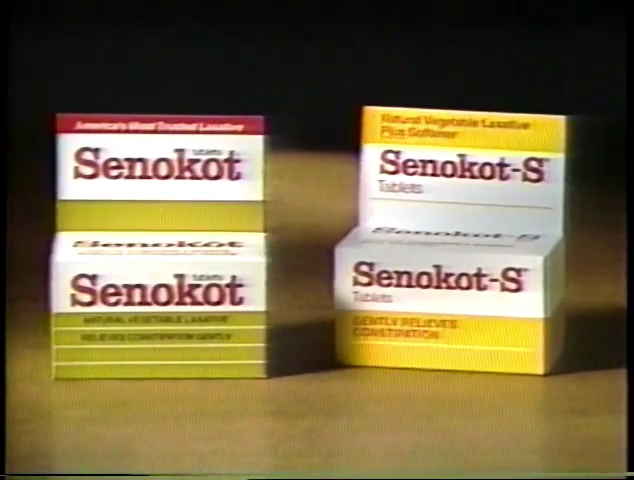 America's Most Trusted Laxative
tablets
Senokot
Senokot
tablets
Senokot
NATURAL VEGETABLE LAXATIVE
RELIEVES CONSTIPATION GENTLY
Natural Vegetable Laxative
Plus Softener
Senokot-S
Tablets
Senokot-S
Senokot-S
Tablets
GENTLY RELIEVES
CONSTIPATION